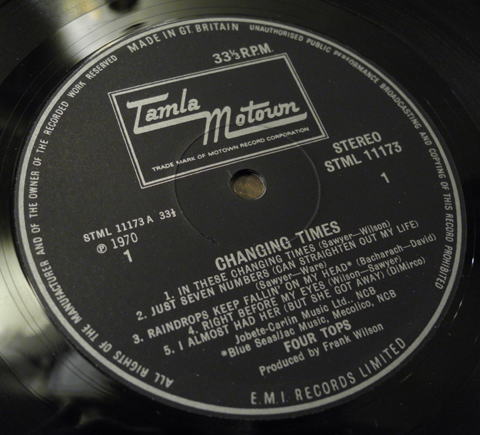 ALL RIGHTS OF THE MANUFACTURER AND OF THE OWNER OF THE RECORDED WORK RESERVED
MADE IN GT. BRITAIN
UNAUTHORISED PUBLIC PERFORMANCE BROADCASTING AND COPYING OF THIS RECORD PROHIBITED
33⅓ R.P.M.
Tamla
Motown
TRADE MARK OF MOTOWN RECORD CORPORATION
STEREO
STML 11173
1
STML 11173 A 33⅓
℗ 1970
1
CHANGING TIMES
1. IN THESE CHANGING TIMES (Sawyer—Wilson)
2. JUST SEVEN NUMBERS (CAN STRAIGHTEN OUT MY LIFE)
(Sawyer—Ware)
3. RAINDROPS KEEP FALLIN' ON MY HEAD* (Bacharach—David)
4. RIGHT BEFORE MY EYES (Wilson—Sawyer)
5. I ALMOST HAD HER (BUT SHE GOT AWAY) (DiMirco)
Jobete-Carlin Music Ltd. NCB
*Blue Seas/Jac Music, Mecolico, NCB
FOUR TOPS
Produced by Frank Wilson
E.M.I. RECORDS LIMITED